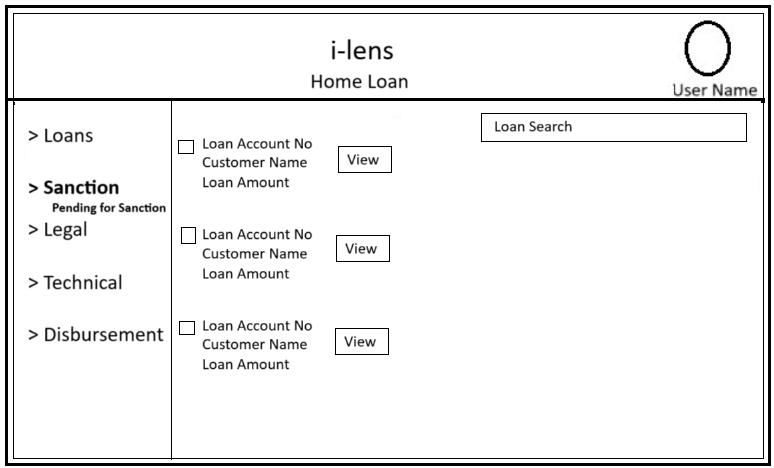 i-lens
Home Loan
User Name
> Loans
> Sanction
Pending for Sanction
> Legal
> Technical
> Disbursement
Loan Search
Loan Account No
Customer Name
Loan Amount
View
Loan Account No
Customer Name
Loan Amount
View
Loan Account No
Customer Name
Loan Amount
View